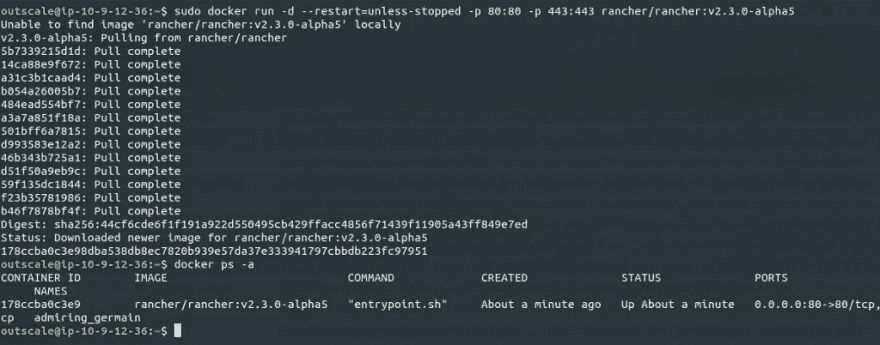 outscale@ip-10-9-12-36:~$ sudo docker run -d --restart=unless-stopped -p 80:80 -p 443:443 rancher/rancher:v2.3.0-alpha5
Unable to find image 'rancher/rancher:v2.3.0-alpha5' locally
v2.3.0-alpha5: Pulling from rancher/rancher
5b7339215d1d: Pull complete
14ca88e9f672: Pull complete
a31c3b1caad4: Pull complete
b054a26005b7: Pull complete
484ead554bf7: Pull complete
a3a7a851f18a: Pull complete
501bff6a7815: Pull complete
d993583e12a2: Pull complete
46b343b725a1: Pull complete
d51f50a9eb9c: Pull complete
59f135dc1844: Pull complete
f23b35781986: Pull complete
b46f7878bf4f: Pull complete
Digest: sha256:44cf6cde6f1f191a922d550495cb429ffacc4856f71439f11905a43ff849e7ed
Status: Downloaded newer image for rancher/rancher:v2.3.0-alpha5
178ccba0c3e98dba538db8ec7820b939e57da37e333941797cbbdb223fc97951
outscale@ip-10-9-12-36:~$ docker ps -a
CONTAINER ID        IMAGE                           COMMAND             CREATED              STATUS              PORTS
     NAMES
178ccba0c3e9        rancher/rancher:v2.3.0-alpha5   "entrypoint.sh"     About a minute ago   Up About a minute   0.0.0.0:80->80/tcp,
cp   admiring_germain
outscale@ip-10-9-12-36:~$